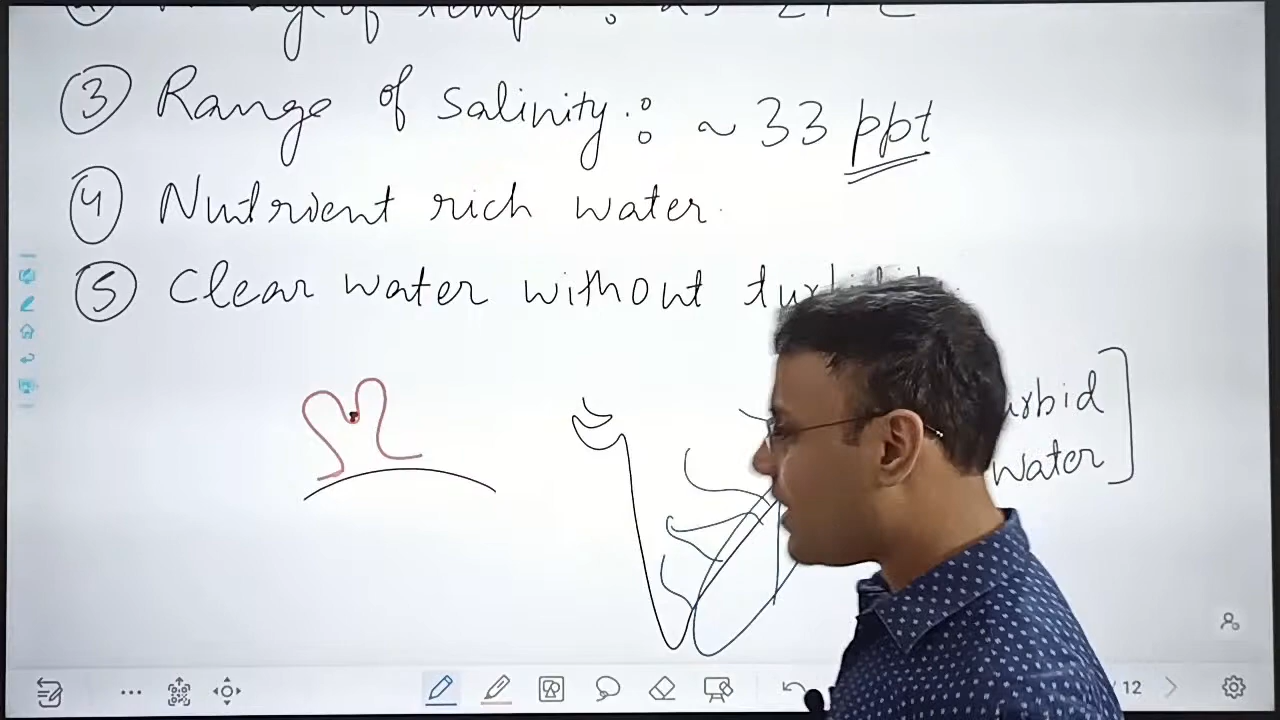 ③ Range of salinity : ~ 33 ppt
④ Nutrient rich water
⑤ Clear water without
water
12